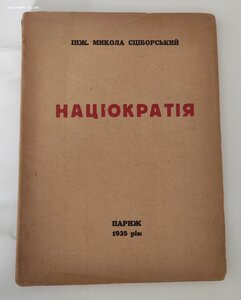 ІНЖ. МИКОЛА СЦІБОРСЬКИЙ
НАЦІОКРАТІЯ
ПАРИЖ
1935 рік